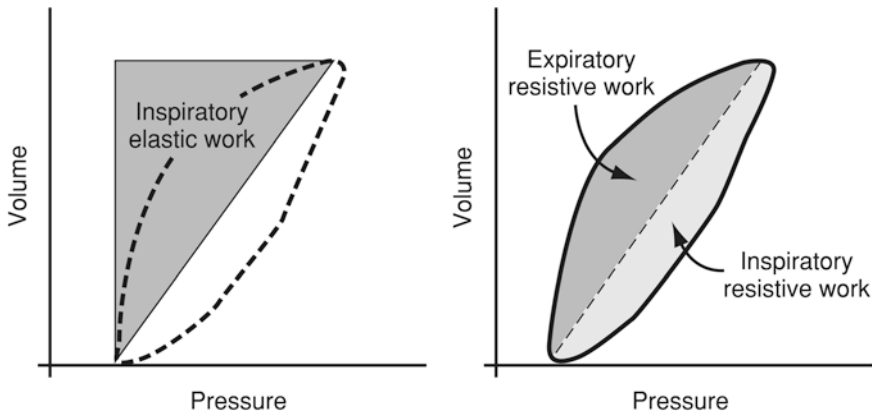 Inspiratory
elastic work
Volume
Pressure
Expiratory
resistive work
Inspiratory
resistive work
Volume
Pressure